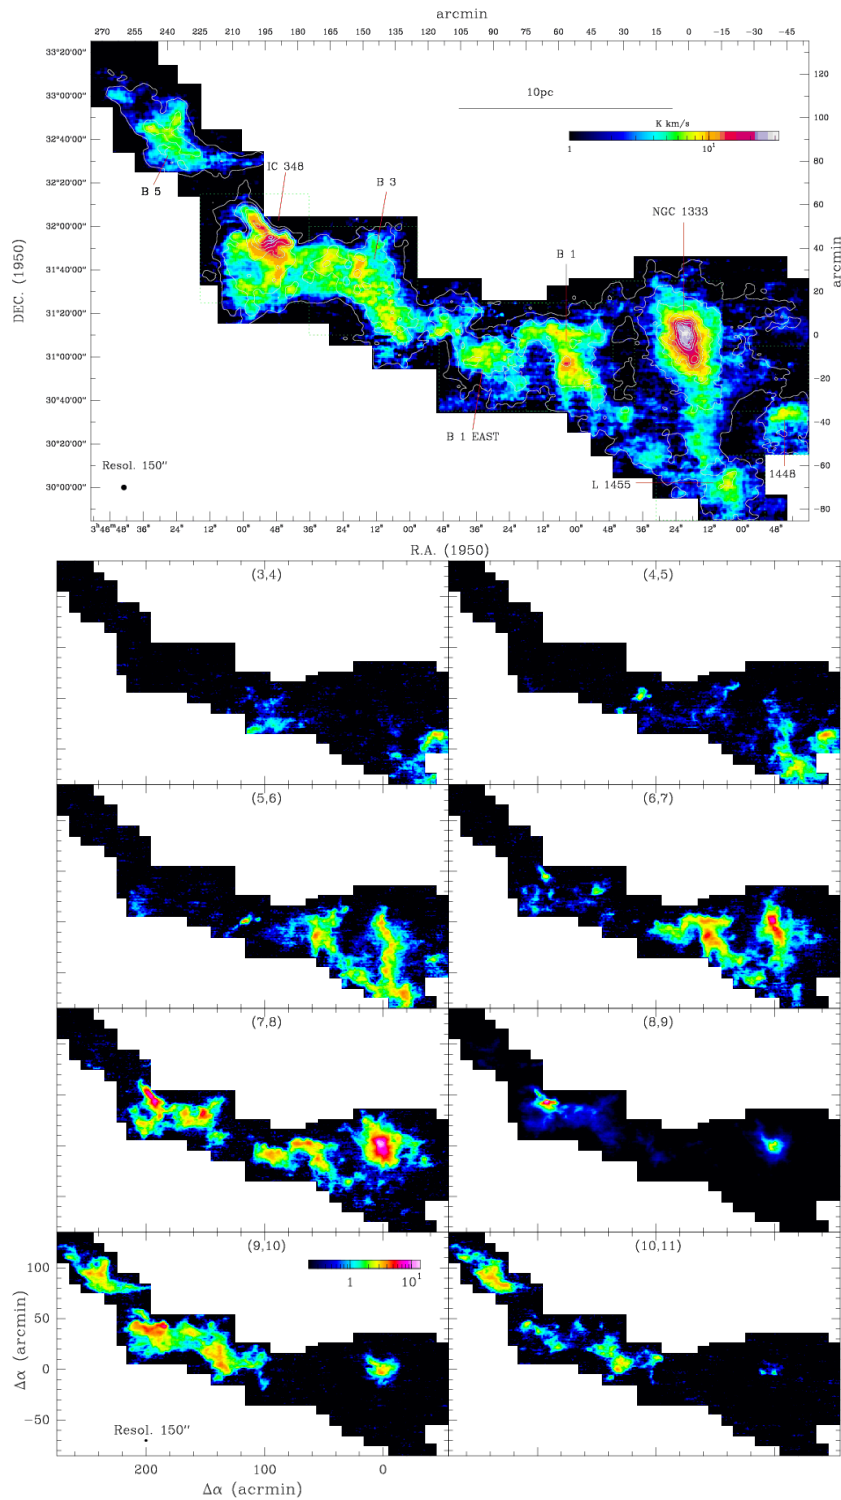 arcmin
270 255 240 225 210 195 180 165 150 135 120 115 105 90 75 60 45 30 15 0 -15 -30 -45
33°20'00"
33°00'00"
32°40'00"
32°20'00"
32°00'00"
31°40'00"
31°20'00"
31°00'00"
30°40'00"
30°20'00"
30°00'00"
DEC. (1950)
120
100
80
60
40
20
0
-20
-40
-60
-80
arcmin
10pc
K km/s
1 10¹
B 5
IC 348
B 3
NGC 1333
B 1
B 1 EAST
L 1455
1448
Resol. 150"
3ʰ46ᵐ48ˢ 36ˢ 24ˢ 12ˢ 00ˢ 48ˢ 36ˢ 24ˢ 12ˢ 00ˢ 48ˢ 36ˢ 24ˢ 12ˢ 00ˢ 48ˢ 36ˢ 24ˢ 12ˢ 00ˢ 48ˢ
R.A. (1950)
(3,4) (4,5)
(5,6) (6,7)
(7,8) (8,9)
(9,10) (10,11)
1 10¹
100
50
0
-50
Δα (arcmin)
Resol. 150"
200 100 0
Δα (acrmin)